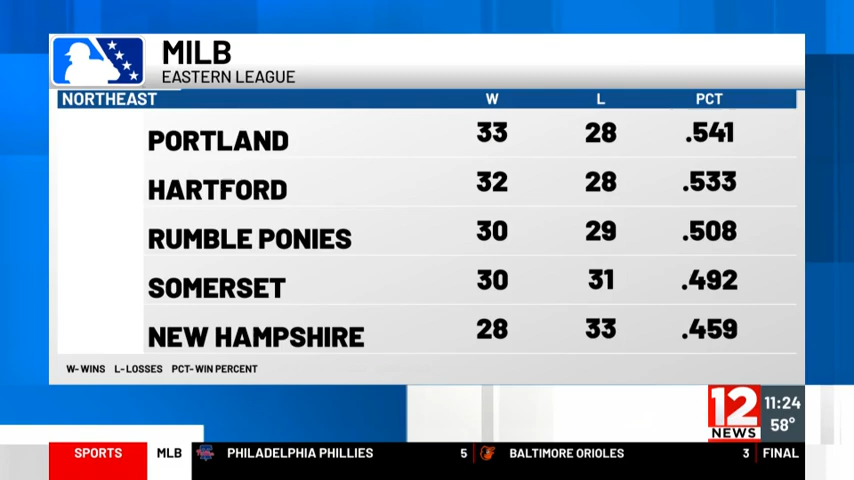 MILB
EASTERN LEAGUE
NORTHEAST W L PCT
PORTLAND 33 28 .541
HARTFORD 32 28 .533
RUMBLE PONIES 30 29 .508
SOMERSET 30 31 .492
NEW HAMPSHIRE 28 33 .459
W-WINS L-LOSSES PCT-WIN PERCENT
12 NEWS 11:24 58°
SPORTS MLB PHILADELPHIA PHILLIES 5 BALTIMORE ORIOLES 3 FINAL